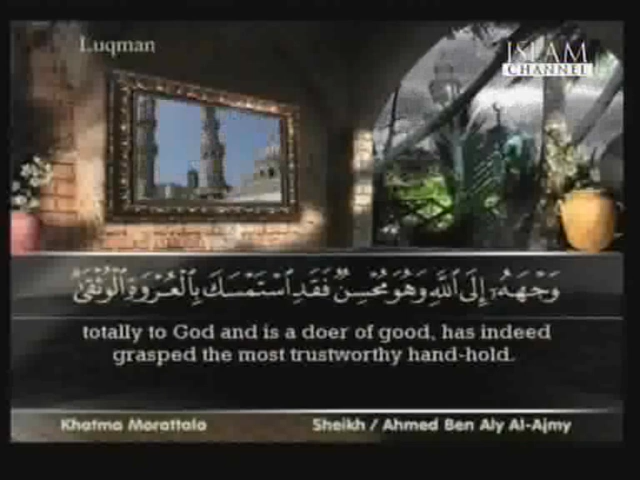 Luqman
ISLAM
CHANNEL
وَجْهَهُۥٓ إِلَى ٱللَّهِ وَهُوَ مُحْسِنٌ فَقَدِ ٱسْتَمْسَكَ بِٱلْعُرْوَةِ ٱلْوُثْقَىٰ
totally to God and is a doer of good, has indeed
grasped the most trustworthy hand-hold.
Khatma Morattala
Sheikh / Ahmed Ben Aly Al-Ajmy